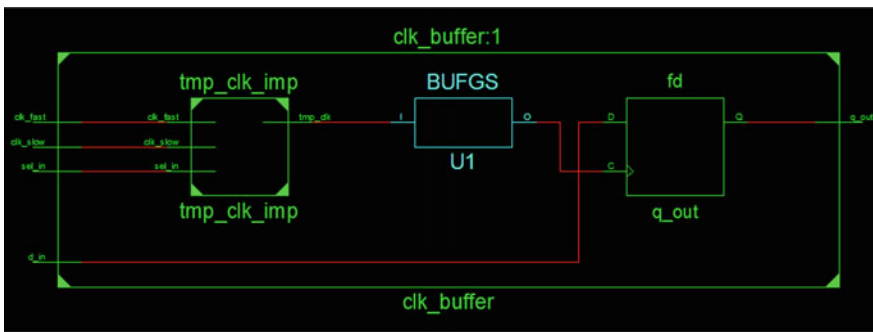 clk_buffer:1
tmp_clk_imp
BUFGS
fd
clk_fast
clk_fast
tmp_clk
I
O
D
Q
q_out
clk_slow
clk_slow
sel_in
sel_in
U1
C
tmp_clk_imp
q_out
d_in
clk_buffer